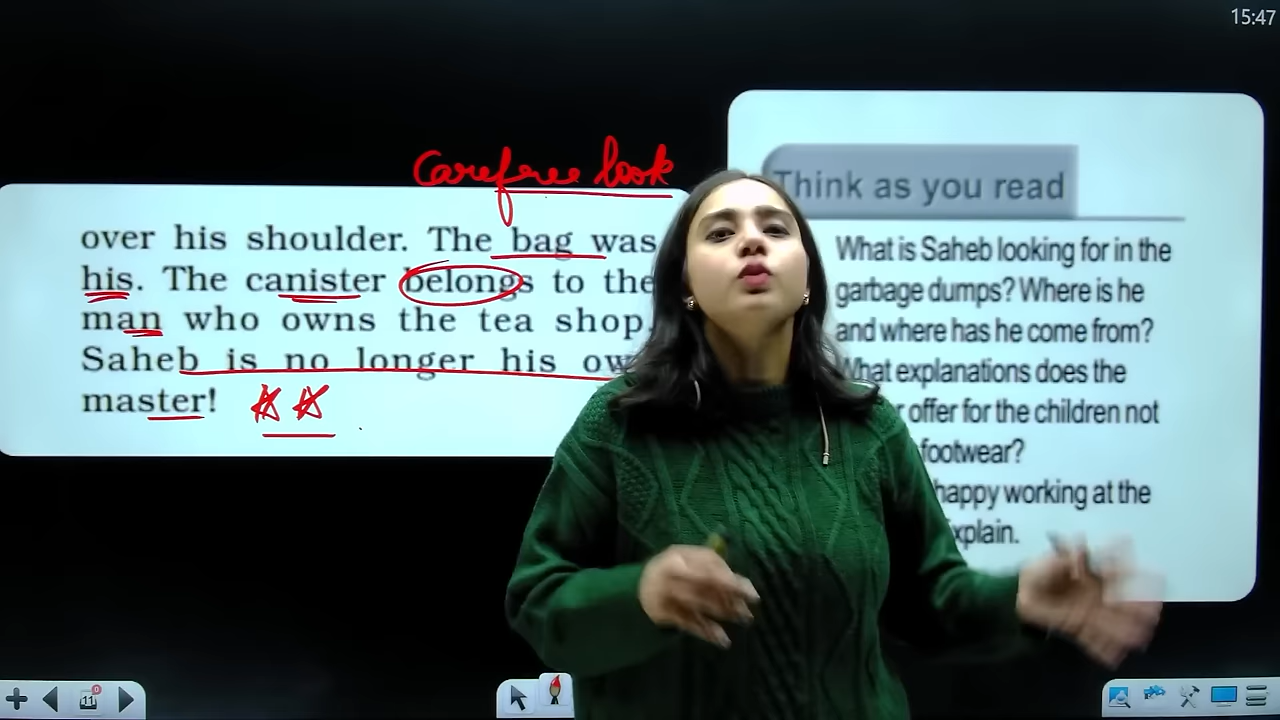 15:47
Carefree look
over his shoulder. The bag was
his. The canister belongs to the
man who owns the tea shop.
Saheb is no longer his ow
master!
Think as you read
What is Saheb looking for in the
garbage dumps? Where is he
and where has he come from?
What explanations does the
r offer for the children not
footwear?
happy working at the
xplain.
11
0